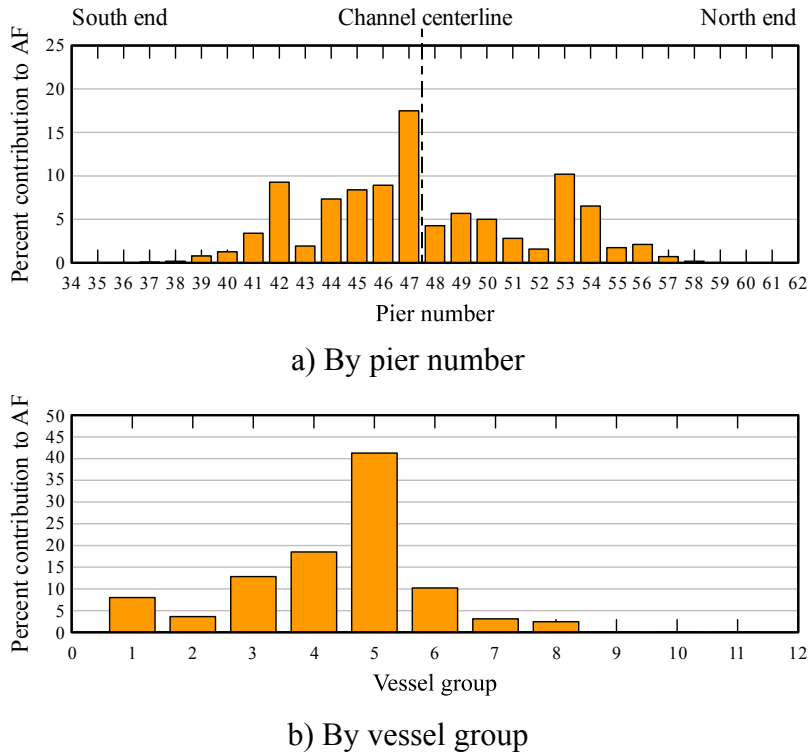 South end Channel centerline North end
Percent contribution to AF
25
20
15
10
5
0
34 35 36 37 38 39 40 41 42 43 44 45 46 47 48 49 50 51 52 53 54 55 56 57 58 59 60 61 62
Pier number
a) By pier number
Percent contribution to AF
50
45
40
35
30
25
20
15
10
5
0
0 1 2 3 4 5 6 7 8 9 10 11 12
Vessel group
b) By vessel group